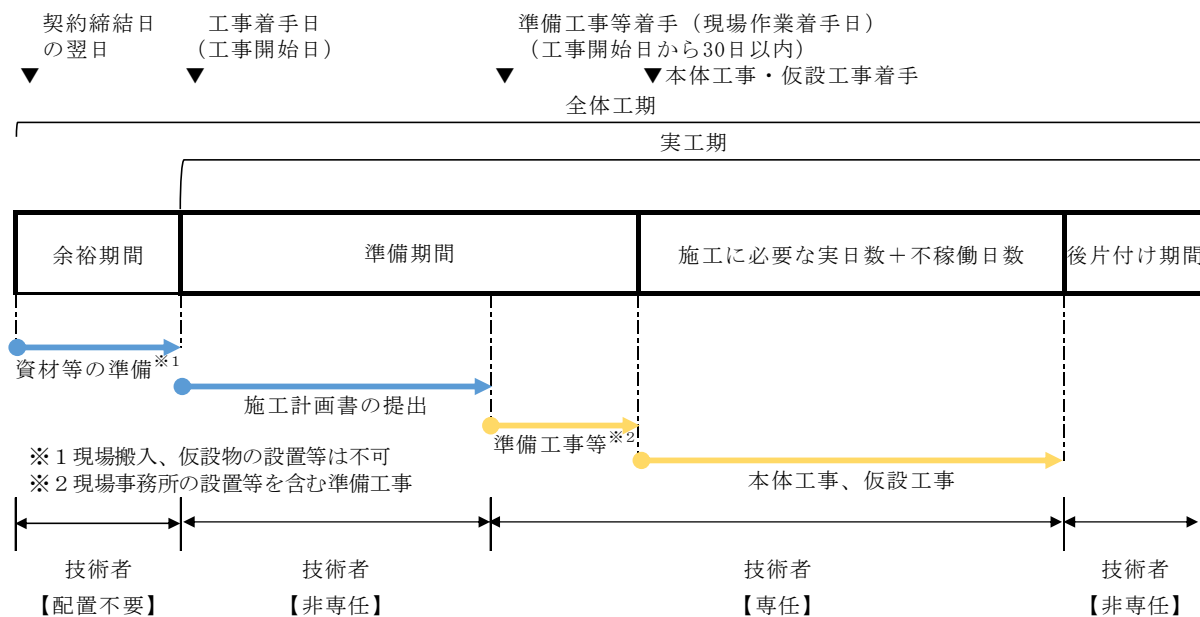 契約締結日
の翌日
▼
工事着手日
（工事開始日）
▼
準備工事等着手（現場作業着手日）
（工事開始日から30日以内）
▼
▼本体工事・仮設工事着手
全体工期
実工期
余裕期間
準備期間
施工に必要な実日数＋不稼働日数
後片付け期間
資材等の準備※1
施工計画書の提出
準備工事等※2
本体工事、仮設工事
※１現場搬入、仮設物の設置等は不可
※２現場事務所の設置等を含む準備工事
技術者
【配置不要】
技術者
【非専任】
技術者
【専任】
技術者
【非専任】